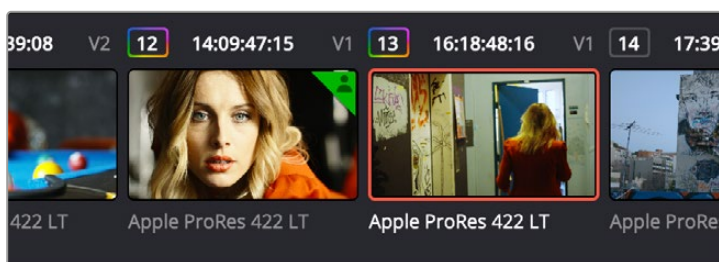 39:08 V2 12 14:09:47:15 V1 13 16:18:48:16 V1 14 17:39
422 LT Apple ProRes 422 LT Apple ProRes 422 LT Apple ProRe